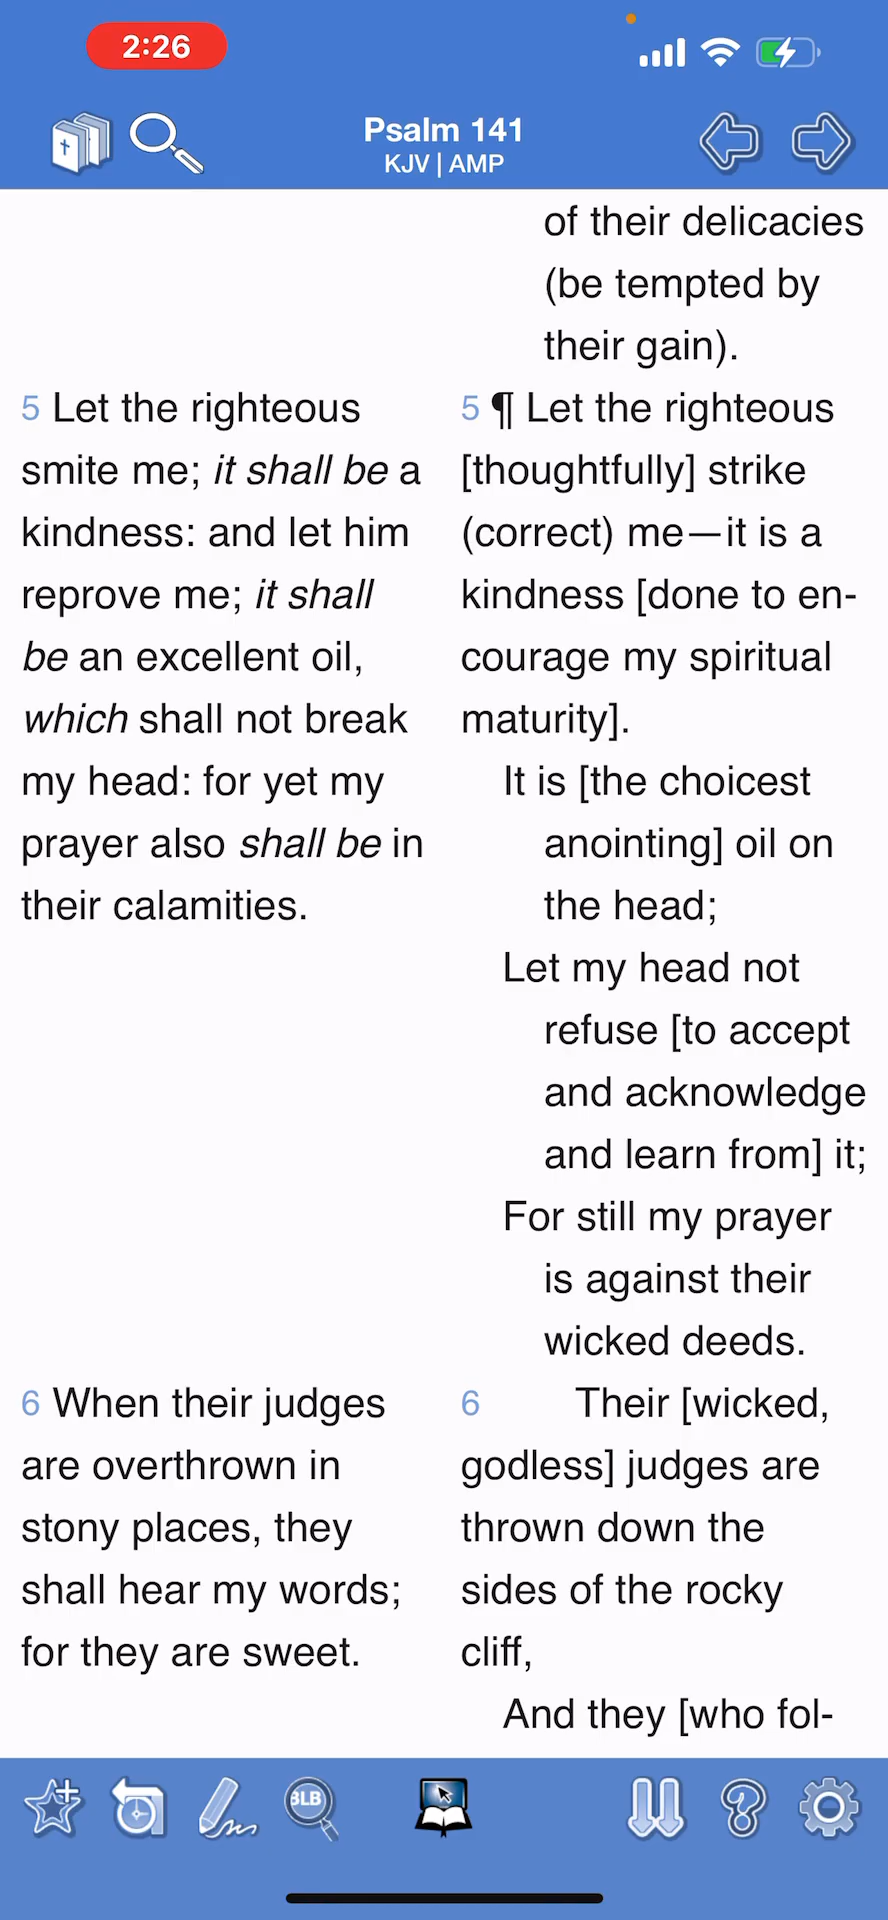 2:26
Psalm 141
KJV | AMP
of their delicacies
(be tempted by
their gain).
5 Let the righteous
smite me; it shall be a
kindness: and let him
reprove me; it shall
be an excellent oil,
which shall not break
my head: for yet my
prayer also shall be in
their calamities.
5 ¶ Let the righteous
[thoughtfully] strike
(correct) me—it is a
kindness [done to en-
courage my spiritual
maturity].
It is [the choicest
anointing] oil on
the head;
Let my head not
refuse [to accept
and acknowledge
and learn from] it;
For still my prayer
is against their
wicked deeds.
6 When their judges
are overthrown in
stony places, they
shall hear my words;
for they are sweet.
6 Their [wicked,
godless] judges are
thrown down the
sides of the rocky
cliff,
And they [who fol-
BLB